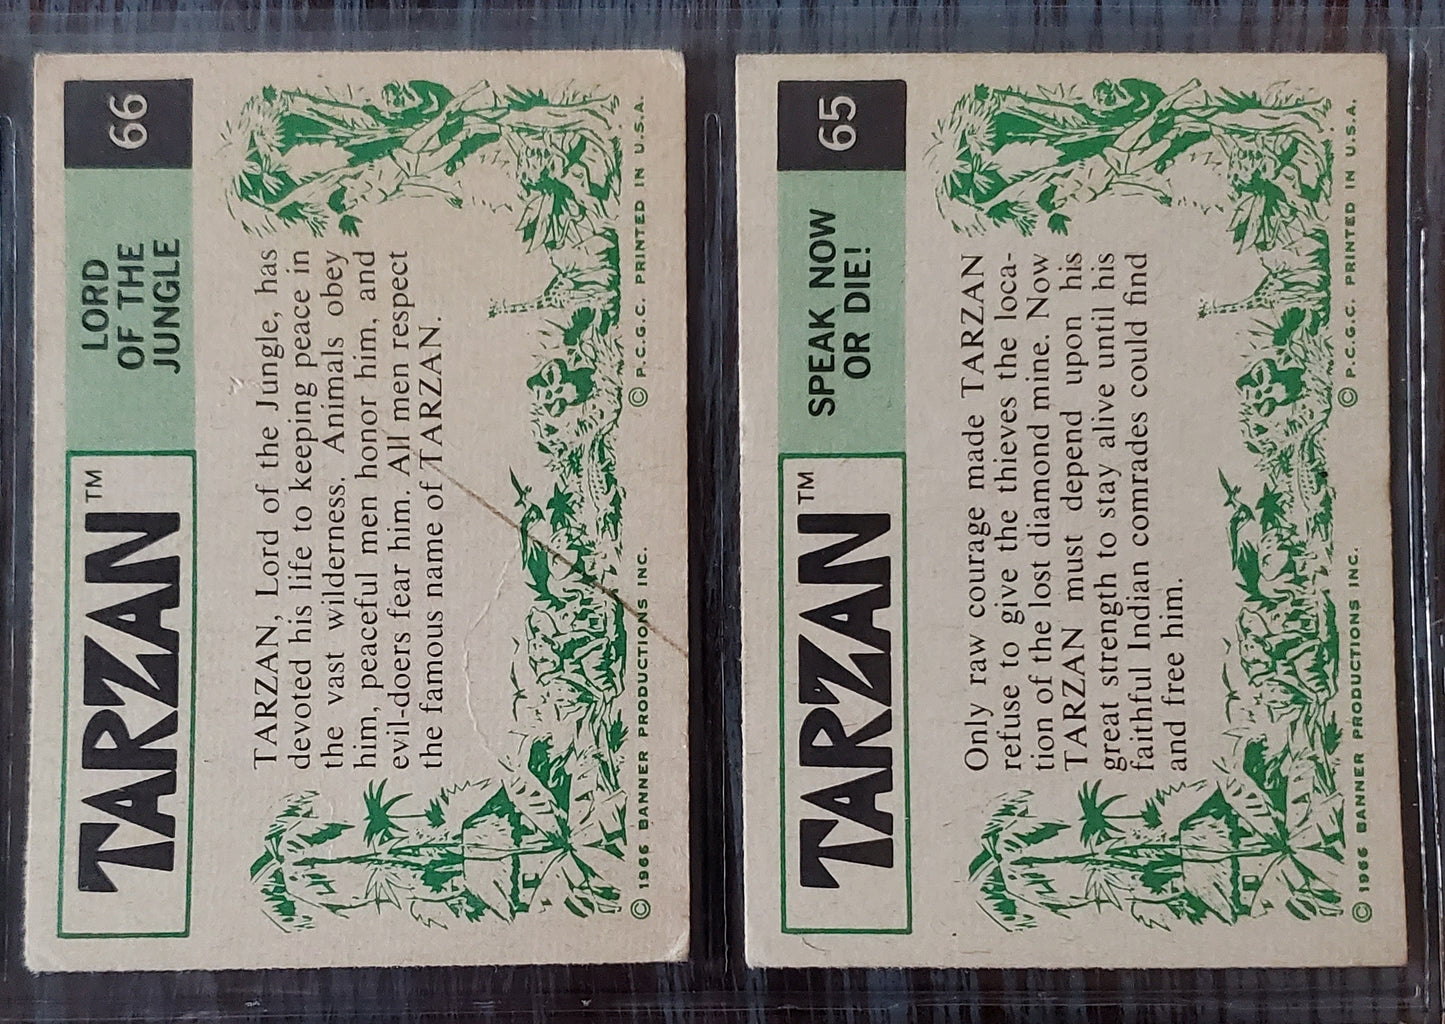 TARZAN™
LORD
OF THE
JUNGLE
66
TARZAN, Lord of the Jungle, has
devoted his life to keeping peace in
the vast wilderness. Animals obey
him, peaceful men honor him, and
evil-doers fear him. All men respect
the famous name of TARZAN.
© 1966 BANNER PRODUCTIONS INC.
© P.C.G.C. PRINTED IN U.S.A.
TARZAN™
SPEAK NOW
OR DIE!
65
Only raw courage made TARZAN
refuse to give the thieves the loca-
tion of the lost diamond mine. Now
TARZAN must depend upon his
great strength to stay alive until his
faithful Indian comrades could find
and free him.
© 1966 BANNER PRODUCTIONS INC.
© P.C.G.C. PRINTED IN U.S.A.